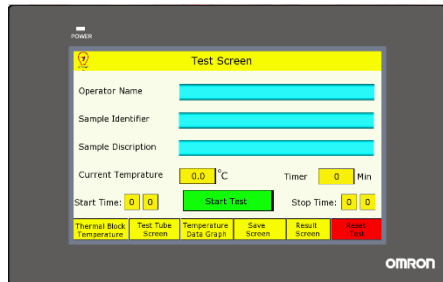 POWER
Test Screen
Operator Name
Sample Identifier
Sample Discription
Current Temprature 0.0 °C Timer 0 Min
Start Time: 0 0 Start Test Stop Time: 0 0
Thermal Block Temperature Test Tube Screen Temperature Data Graph Save Screen Result Screen Reset Test
OMRON